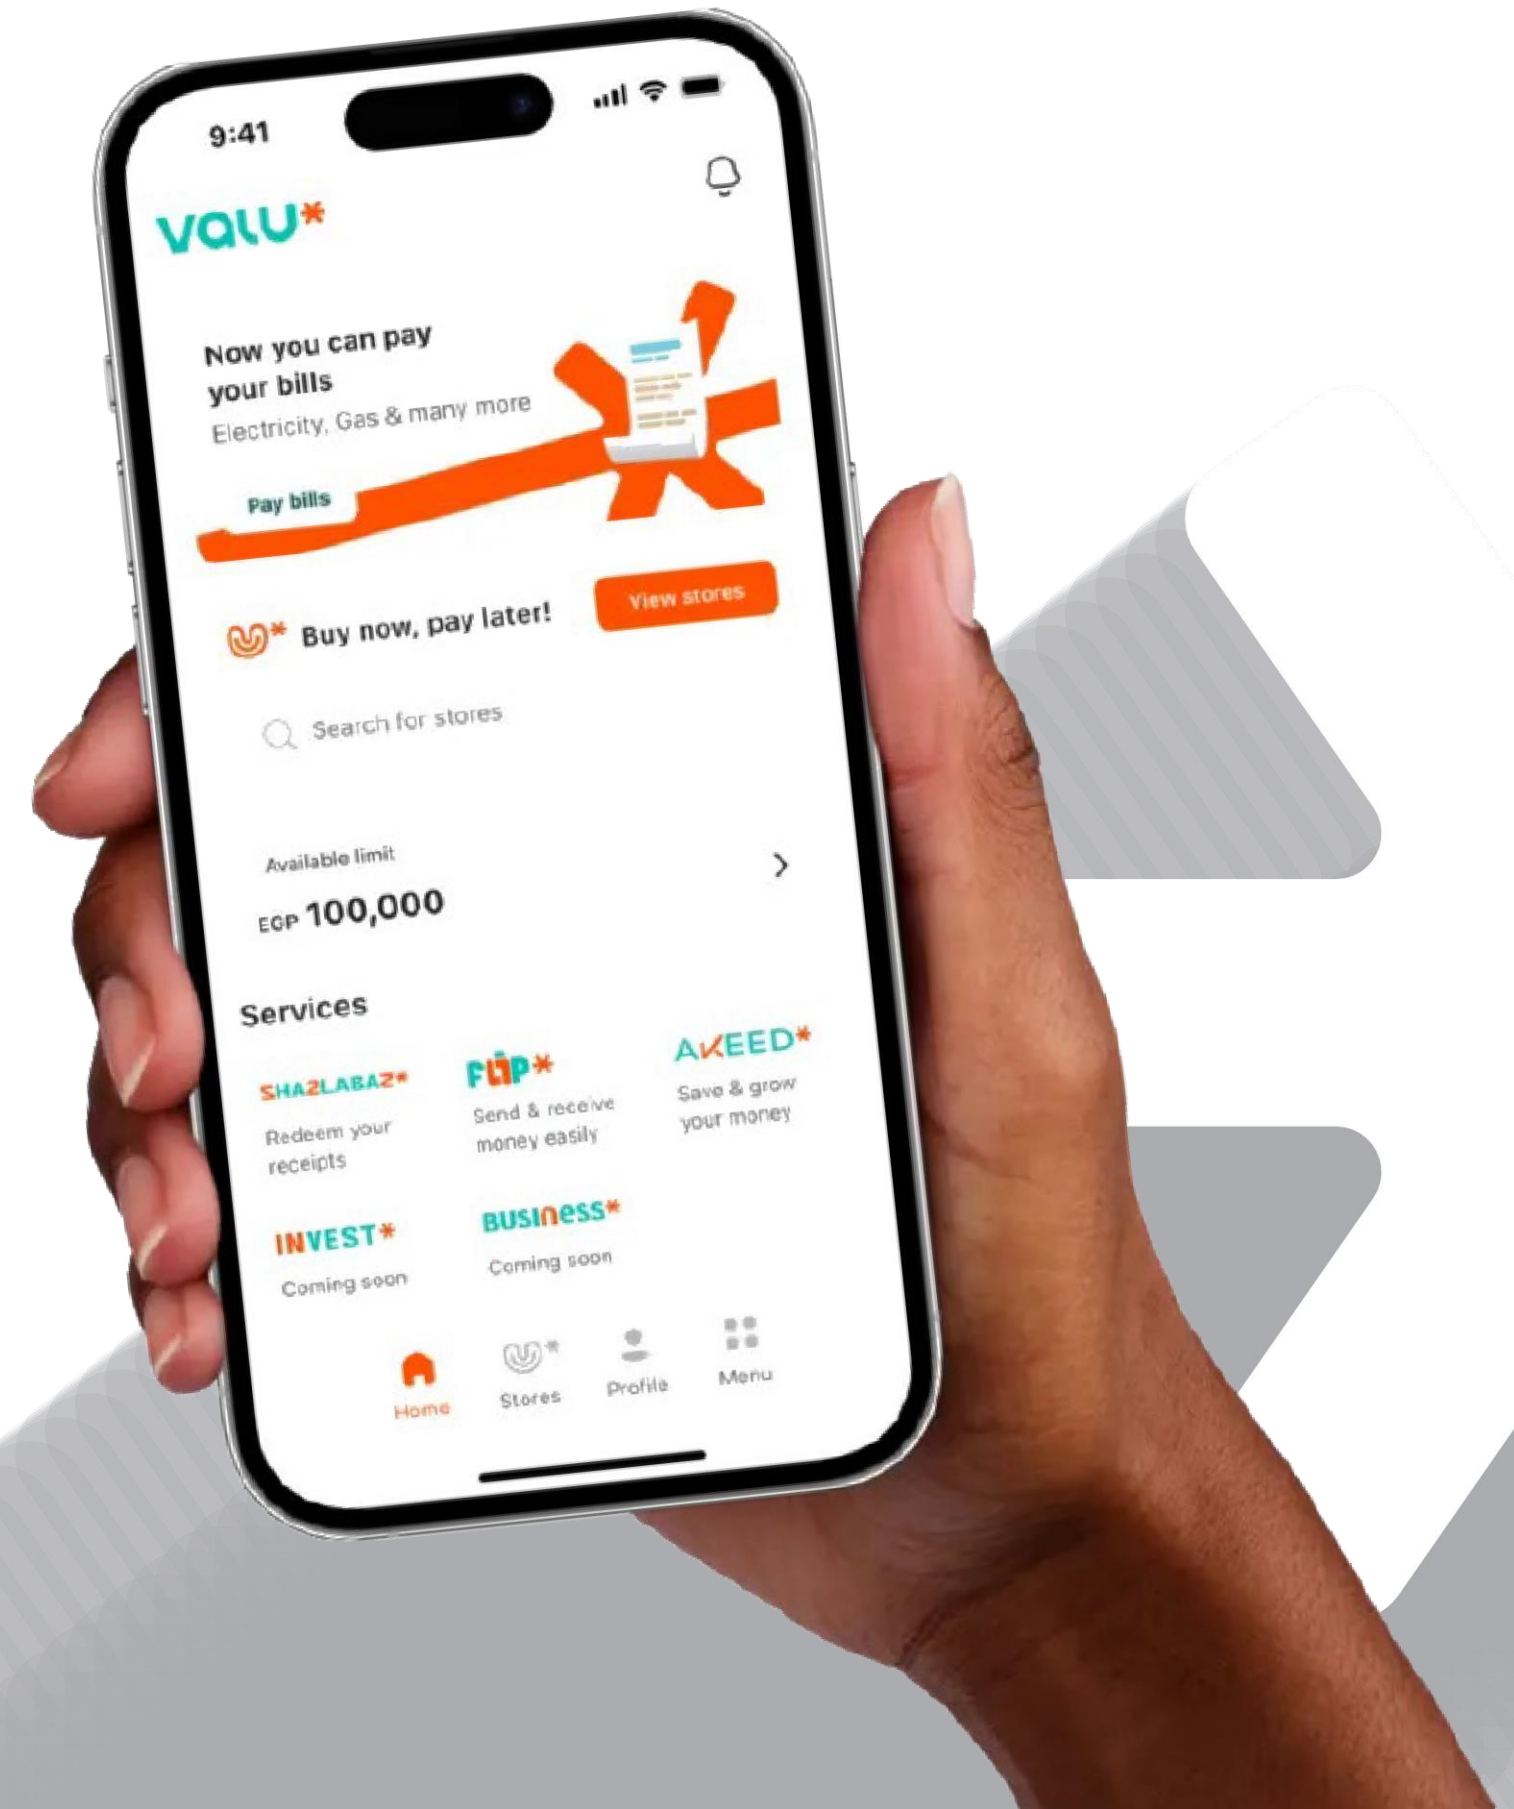 9:41
valu*
Now you can pay
your bills
Electricity, Gas & many more
Pay bills
Buy now, pay later!
View stores
Search for stores
Available limit
EGP 100,000
Services
SHA2LABAZ*
Redeem your
receipts
FLIP*
Send & receive
money easily
AKEED*
Save & grow
your money
INVEST*
Coming soon
BUSINESS*
Coming soon
Home
Stores
Profile
Menu